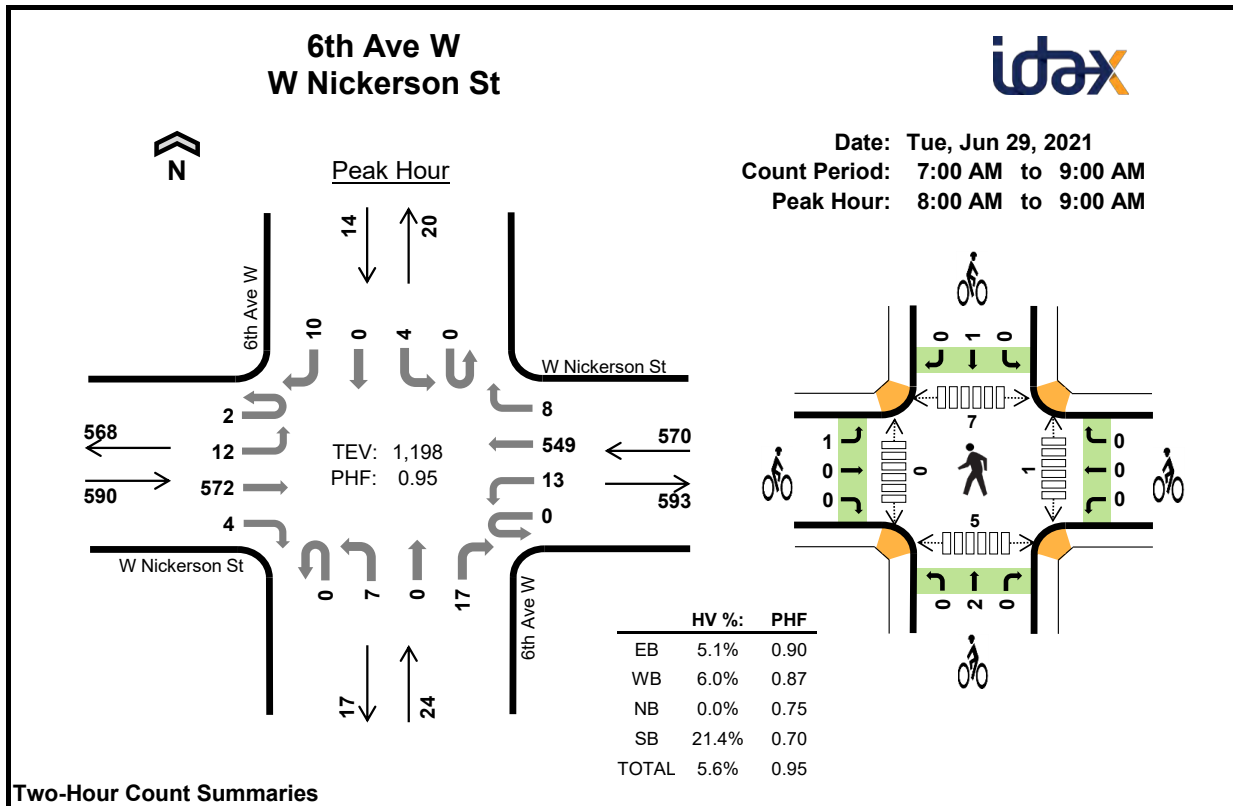 6th Ave W
W Nickerson St
idax
N
Peak Hour
Date: Tue, Jun 29, 2021
Count Period: 7:00 AM to 9:00 AM
Peak Hour: 8:00 AM to 9:00 AM
14
20
6th Ave W
10
0
4
0
W Nickerson St
2
12
572
4
568
590
TEV: 1,198
PHF: 0.95
8
549
13
0
570
593
W Nickerson St
0
7
0
17
6th Ave W
17
24
0
1
0
7
1
0
0
0
1
0
0
0
5
0
2
0
HV %: PHF
EB 5.1% 0.90
WB 6.0% 0.87
NB 0.0% 0.75
SB 21.4% 0.70
TOTAL 5.6% 0.95
Two-Hour Count Summaries